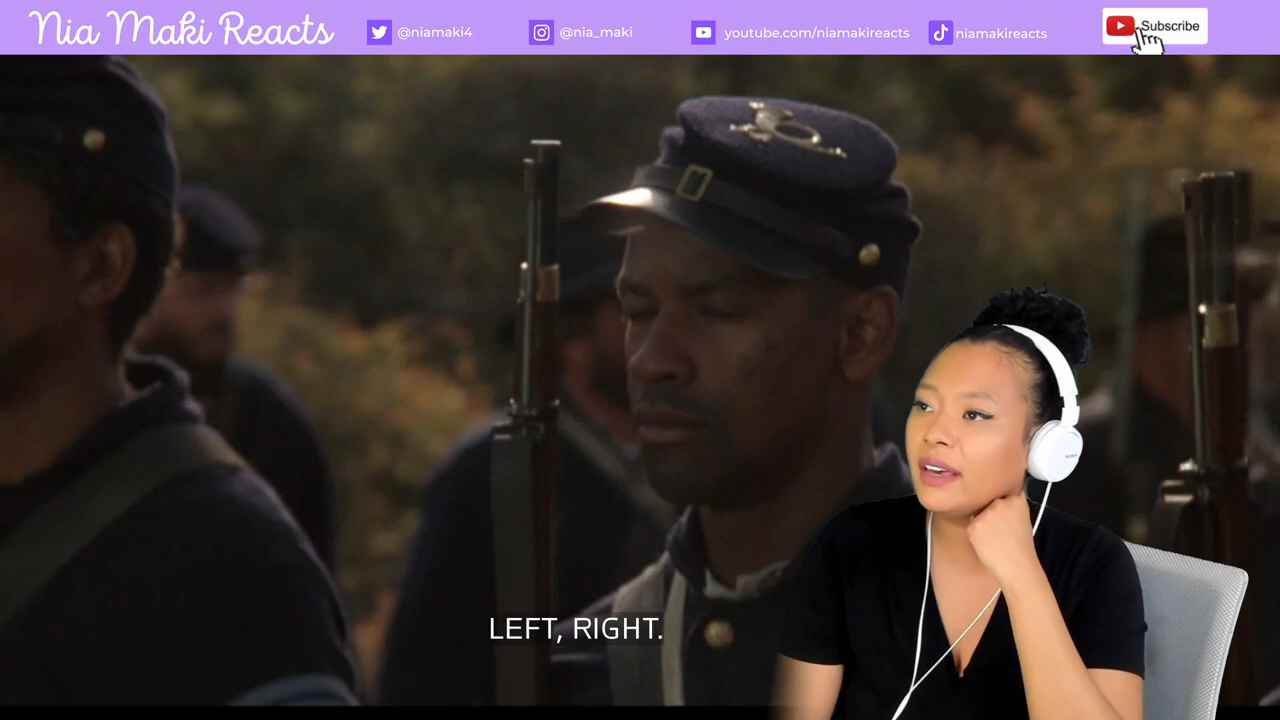 Nia Maki Reacts
@niamaki4
@nia_maki
youtube.com/niamakireacts
niamakireacts
Subscribe
LEFT, RIGHT.